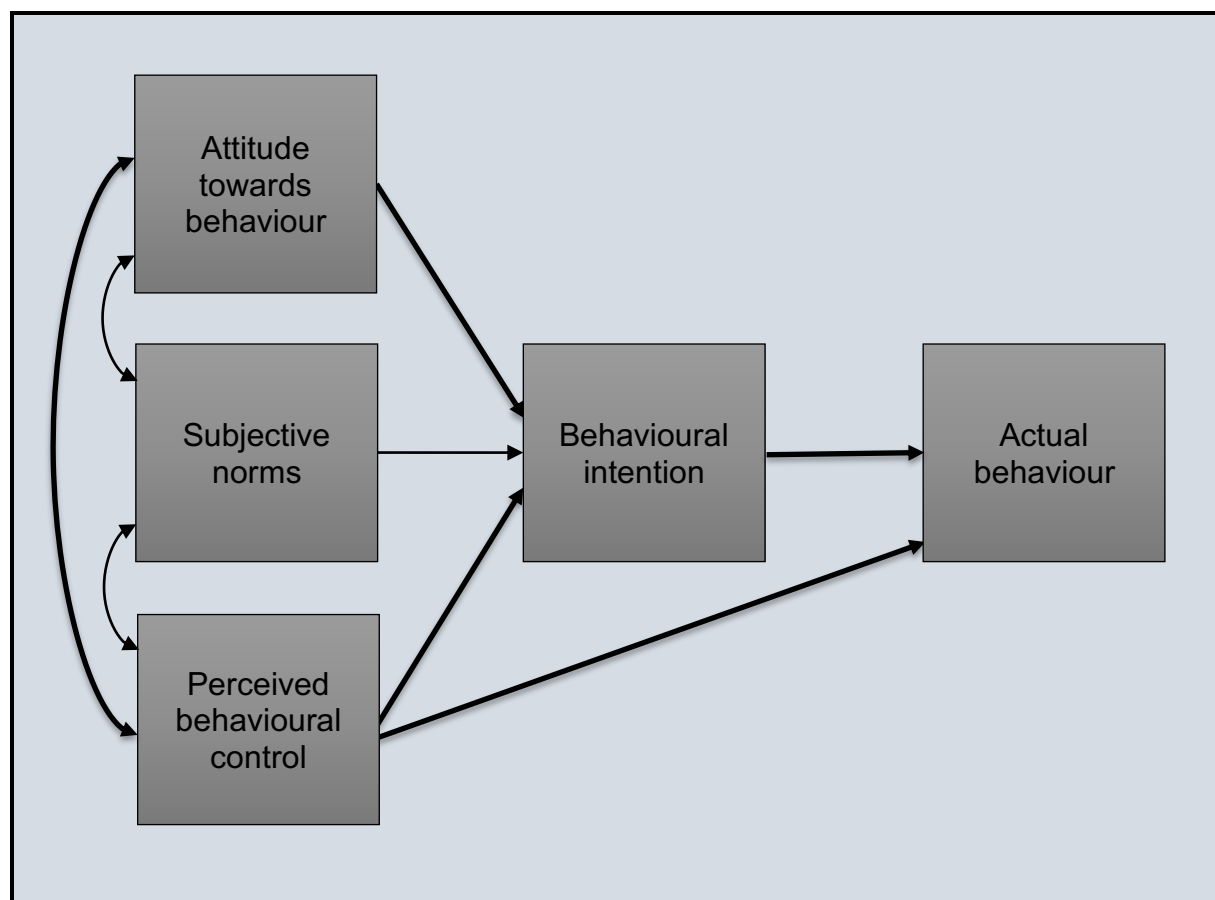 Attitude
towards
behaviour
Subjective
norms
Behavioural
intention
Actual
behaviour
Perceived
behavioural
control